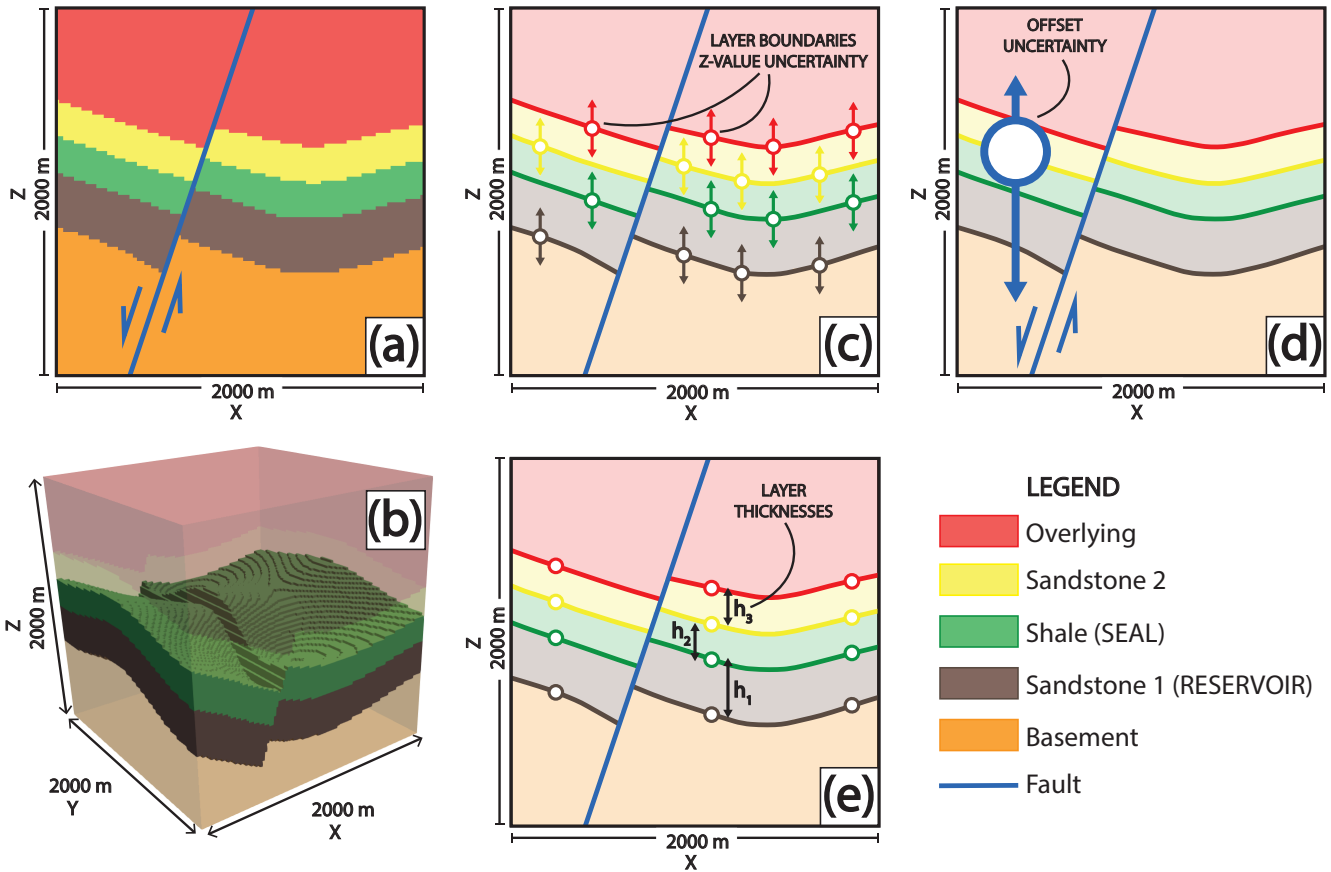 Z
2000 m
(a)
2000 m
X
LAYER BOUNDARIES
Z-VALUE UNCERTAINTY
Z
2000 m
(c)
2000 m
X
OFFSET
UNCERTAINTY
Z
2000 m
(d)
2000 m
X
(b)
Z
2000 m
2000 m
Y
2000 m
X
LAYER
THICKNESSES
h3
h2
h1
Z
2000 m
(e)
2000 m
X
LEGEND
Overlying
Sandstone 2
Shale (SEAL)
Sandstone 1 (RESERVOIR)
Basement
Fault